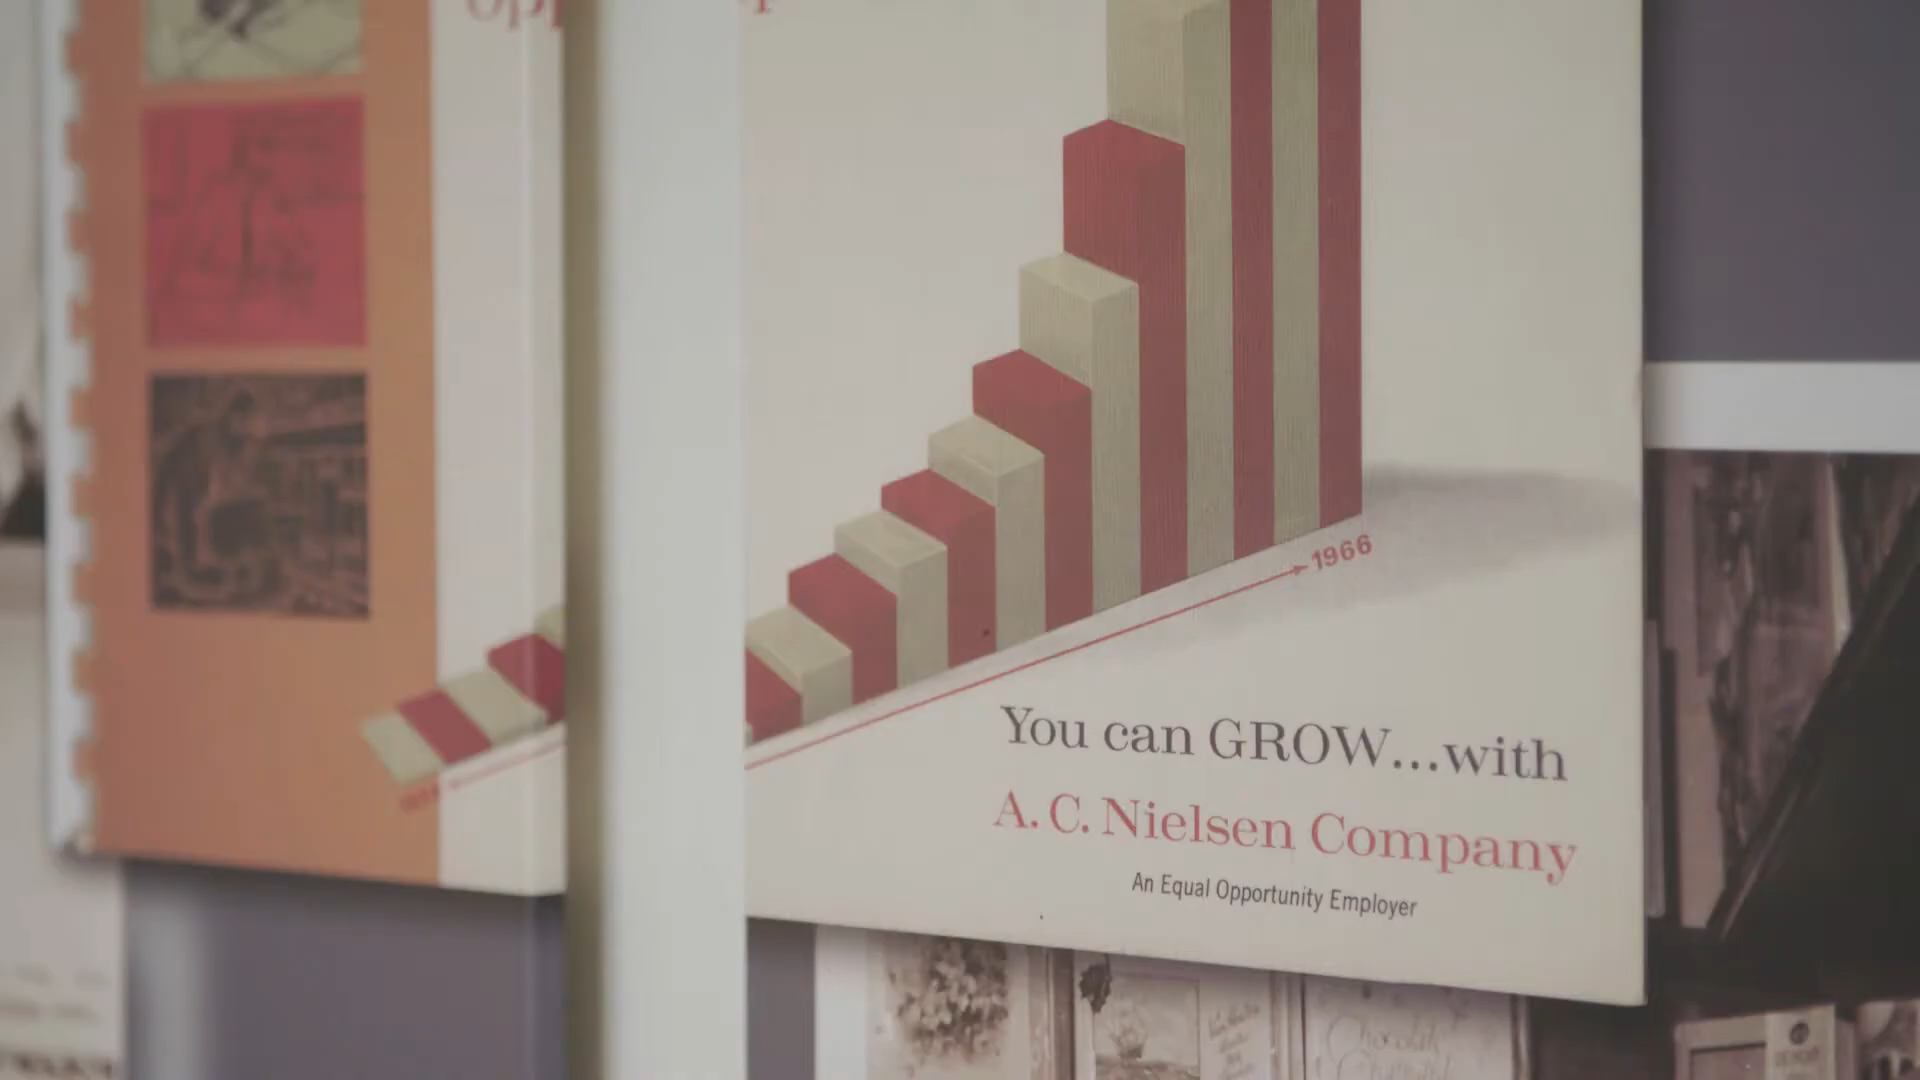 1966
You can GROW...with
A. C. Nielsen Company
An Equal Opportunity Employer